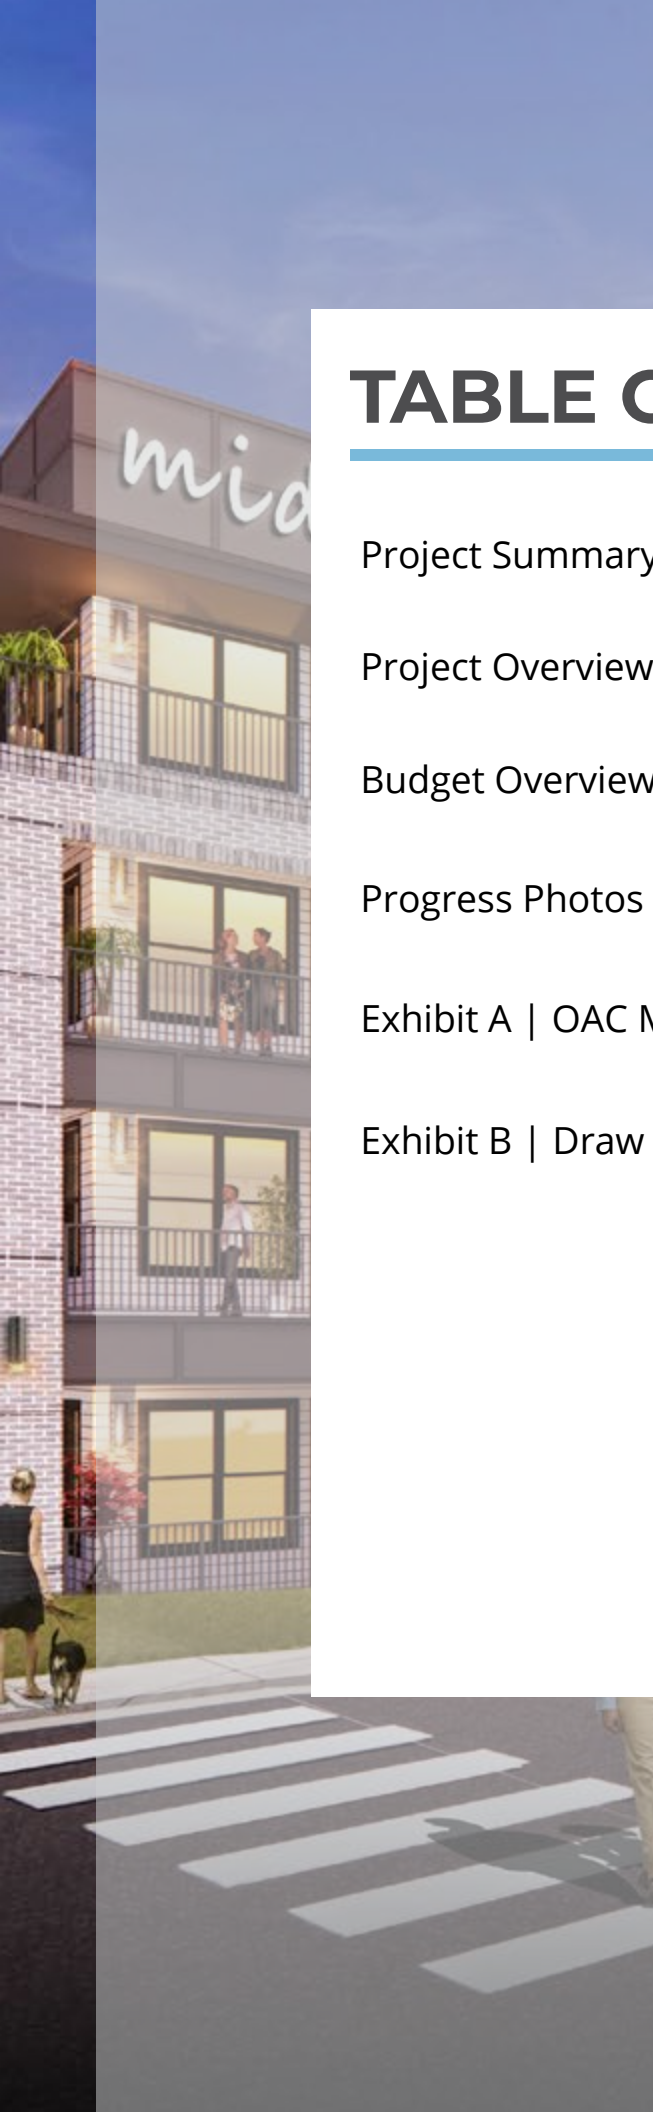 mid
TABLE
Project Summary
Project Overview
Budget Overview
Progress Photos
Exhibit A | OAC
Exhibit B | Draw